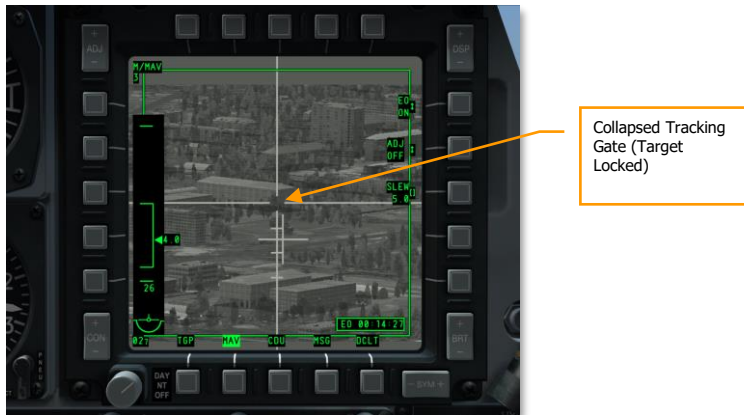 ADJ
DSP
M/MAV
3
EO
ON
ADJ
OFF
SLEW
5.0
4.0
26
EO 00:14:27
027
TGP
MAV
CDU
MSG
DCLT
CON
BRT
DAY
NT
OFF
- SYM +
Collapsed Tracking
Gate (Target
Locked)